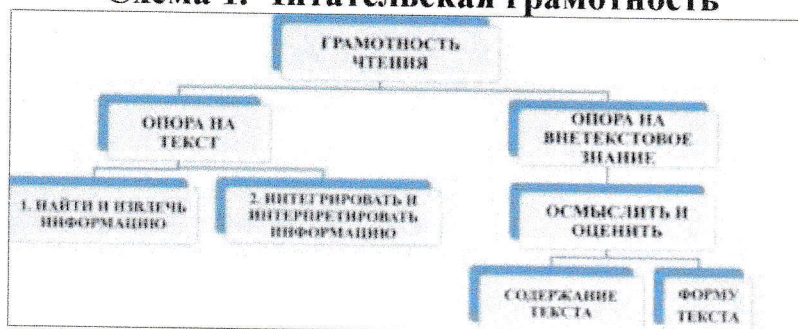 Схема 1. Читательская грамотность
ГРАМОТНОСТЬ
ЧТЕНИЯ
ОПОРА НА
ТЕКСТ
ОПОРА НА
ВНЕТЕКСТОВОЕ
ЗНАНИЕ
1. НАЙТИ И ИЗВЛЕЧЬ
ИНФОРМАЦИЮ
2. ИНТЕГРИРОВАТЬ И
ИНТЕРПРЕТИРОВАТЬ
ИНФОРМАЦИЮ
ОСМЫСЛИТЬ И
ОЦЕНИТЬ
СОДЕРЖАНИЕ
ТЕКСТА
ФОРМУ
ТЕКСТА